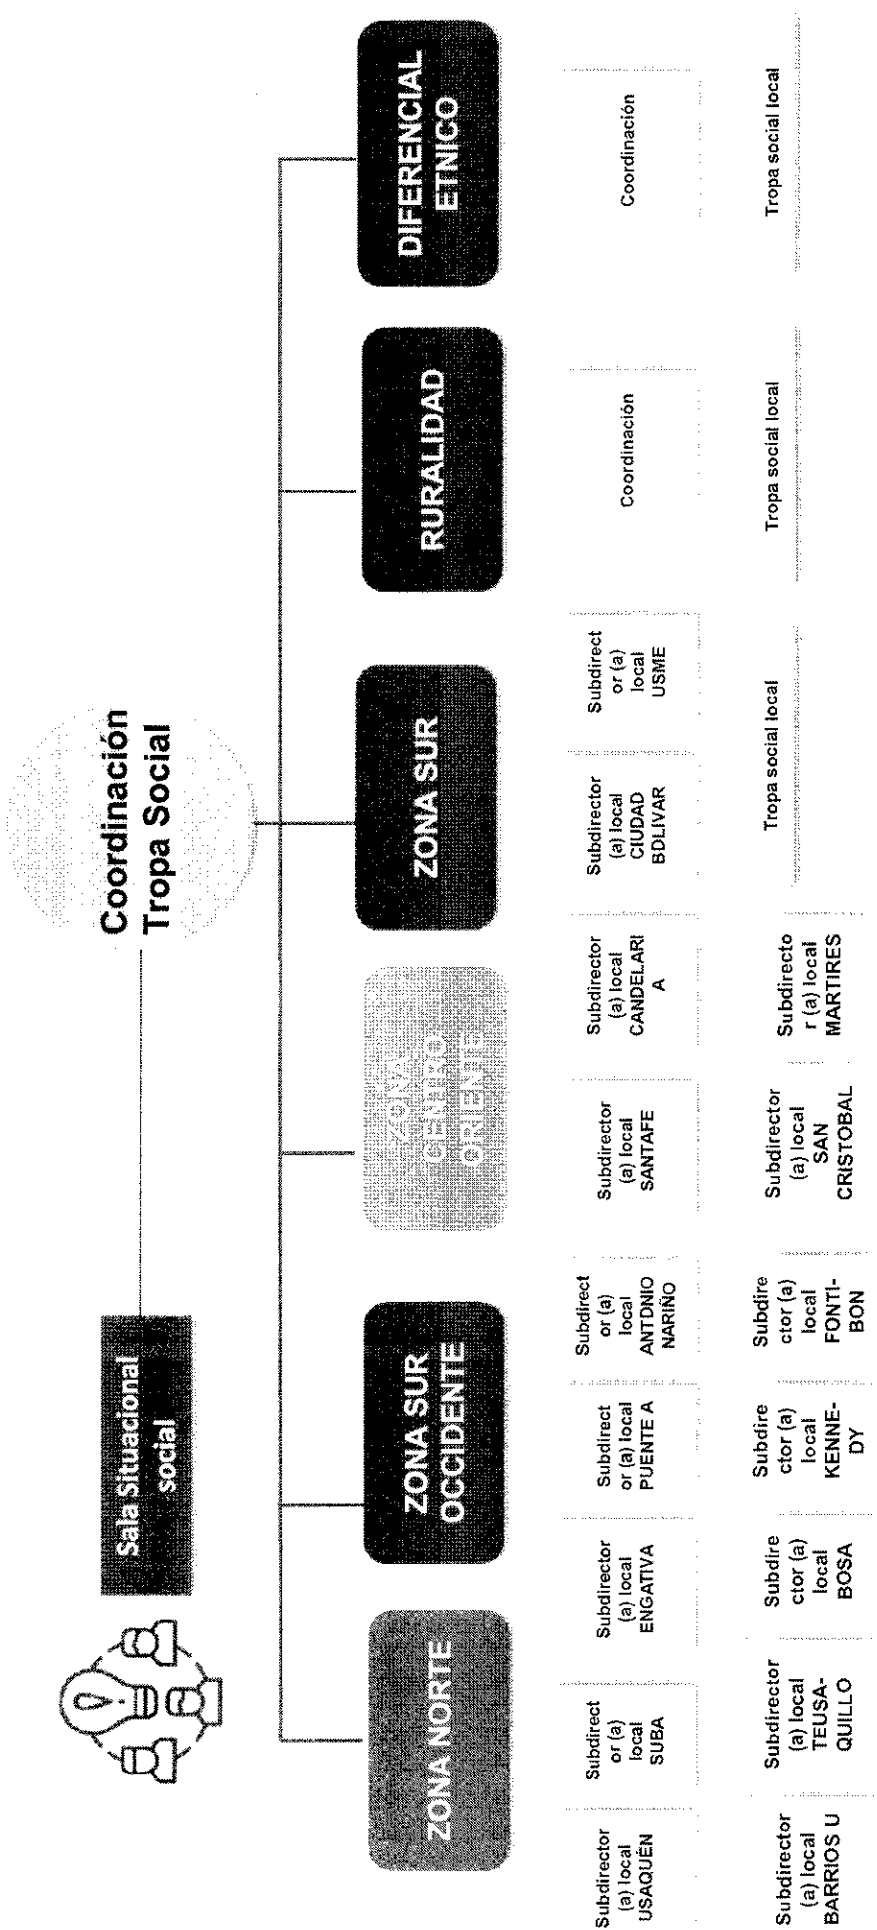 Coordinación
Tropa Social
Sala Situacional
social
ZONA NORTE
ZONA SUR
OCCIDENTE
ZONA
CENTRO
ORIENTE
ZONA SUR
RURALIDAD
DIFERENCIAL
ETNICO
Subdirector
(a) local
USAQUÉN
Subdirect
or (a)
local
SUBA
Subdirector
(a) local
ENGATIVA
Subdirect
or (a) local
PUENTE A
Subdirect
or (a)
local
ANTONIO
NARIÑO
Subdirector
(a) local
SANTAFE
Subdirector
(a) local
CANDELARI
A
Subdirector
(a) local
CIUDAD
BOLIVAR
Subdirect
or (a)
local
USME
Coordinación
Coordinación
Subdirector
(a) local
BARRIOS U
Subdirector
(a) local
TEUSA-
QUILLO
Subdire
ctor (a)
local
BOSA
Subdire
ctor (a)
local
KENNE-
DY
Subdire
ctor (a)
local
FONTI-
BON
Subdirector
(a) local
SAN
CRISTOBAL
Subdirecto
r (a) local
MARTIRES
Tropa social local
Tropa social local
Tropa social local